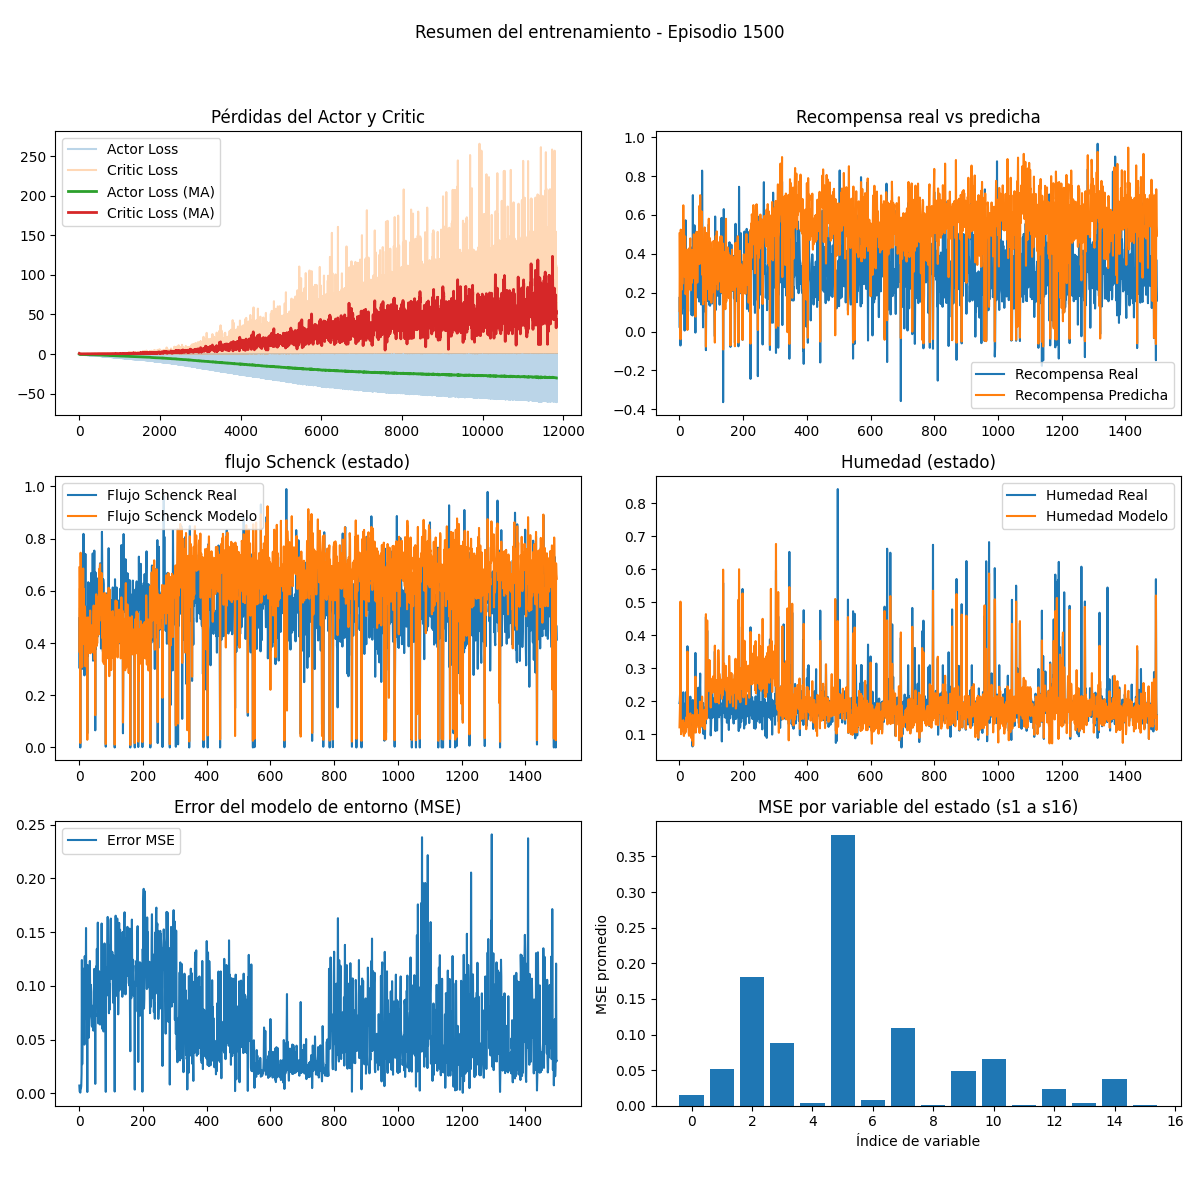 Resumen del entrenamiento - Episodio 1500
Pérdidas del Actor y Critic
Actor Loss
Critic Loss
Actor Loss (MA)
Critic Loss (MA)
250
200
150
100
50
0
−50
0 2000 4000 6000 8000 10000 12000
Recompensa real vs predicha
1.0
0.8
0.6
0.4
0.2
0.0
−0.2
−0.4
Recompensa Real
Recompensa Predicha
0 200 400 600 800 1000 1200 1400
flujo Schenck (estado)
Flujo Schenck Real
Flujo Schenck Modelo
1.0
0.8
0.6
0.4
0.2
0.0
0 200 400 600 800 1000 1200 1400
Humedad (estado)
Humedad Real
Humedad Modelo
0.8
0.7
0.6
0.5
0.4
0.3
0.2
0.1
0 200 400 600 800 1000 1200 1400
Error del modelo de entorno (MSE)
Error MSE
0.25
0.20
0.15
0.10
0.05
0.00
0 200 400 600 800 1000 1200 1400
MSE por variable del estado (s1 a s16)
MSE promedio
0.35
0.30
0.25
0.20
0.15
0.10
0.05
0.00
0 2 4 6 8 10 12 14 16
Índice de variable